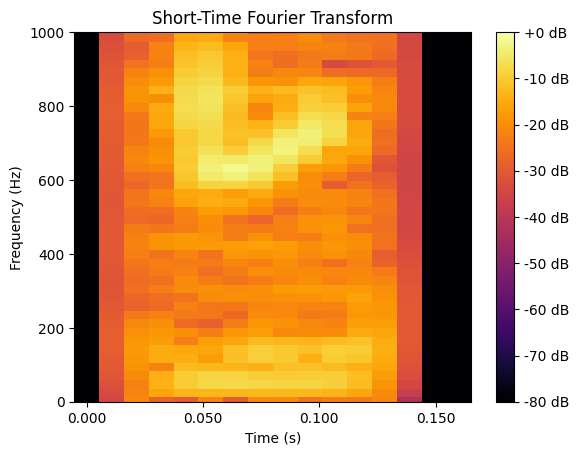 Short-Time Fourier Transform
1000
800
600
400
200
0
Frequency (Hz)
0.000
0.050
0.100
0.150
Time (s)
+0 dB
-10 dB
-20 dB
-30 dB
-40 dB
-50 dB
-60 dB
-70 dB
-80 dB